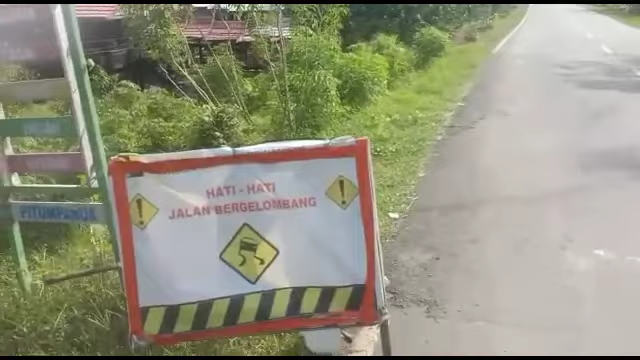 HATI - HATI
JALAN BERGELOMBANG
! !
PITUMPANUA